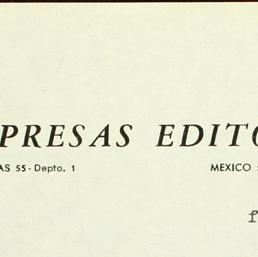 PRESAS EDITO
AS 55 - Depto. 1 MEXICO
f